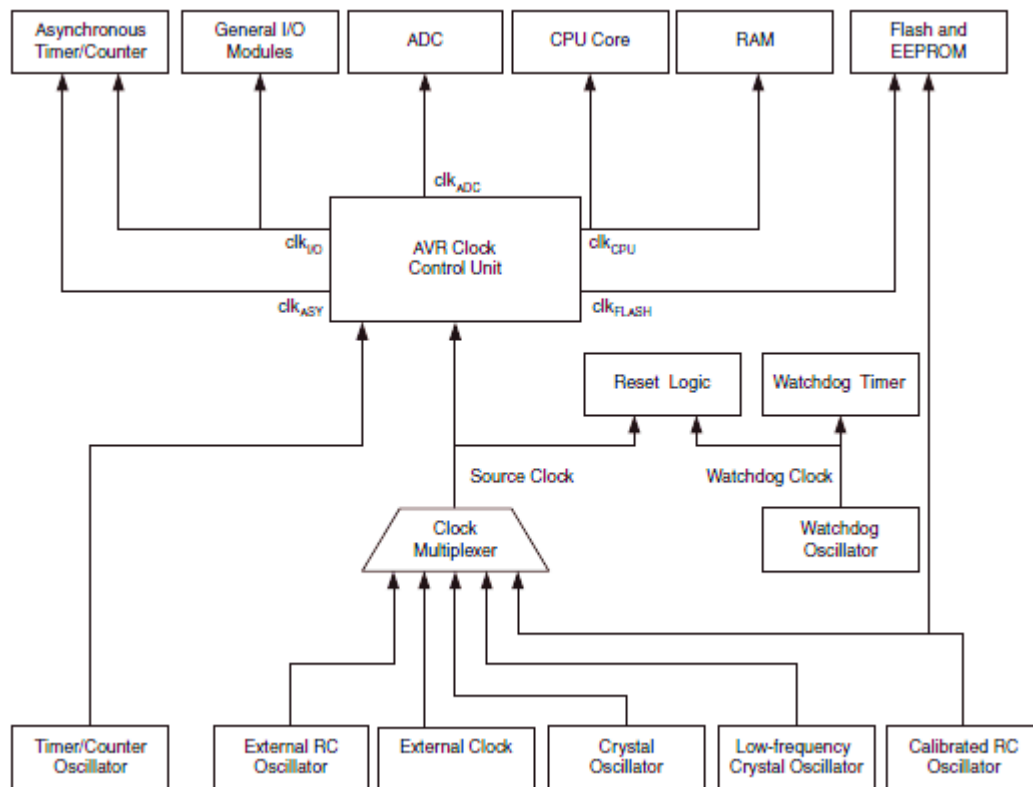 Asynchronous
Timer/Counter
General I/O
Modules
ADC
CPU Core
RAM
Flash and
EEPROM
clkADC
clkI/O
AVR Clock
Control Unit
clkCPU
clkASY
clkFLASH
Reset Logic
Watchdog Timer
Source Clock
Watchdog Clock
Clock
Multiplexer
Watchdog
Oscillator
Timer/Counter
Oscillator
External RC
Oscillator
External Clock
Crystal
Oscillator
Low-frequency
Crystal Oscillator
Calibrated RC
Oscillator